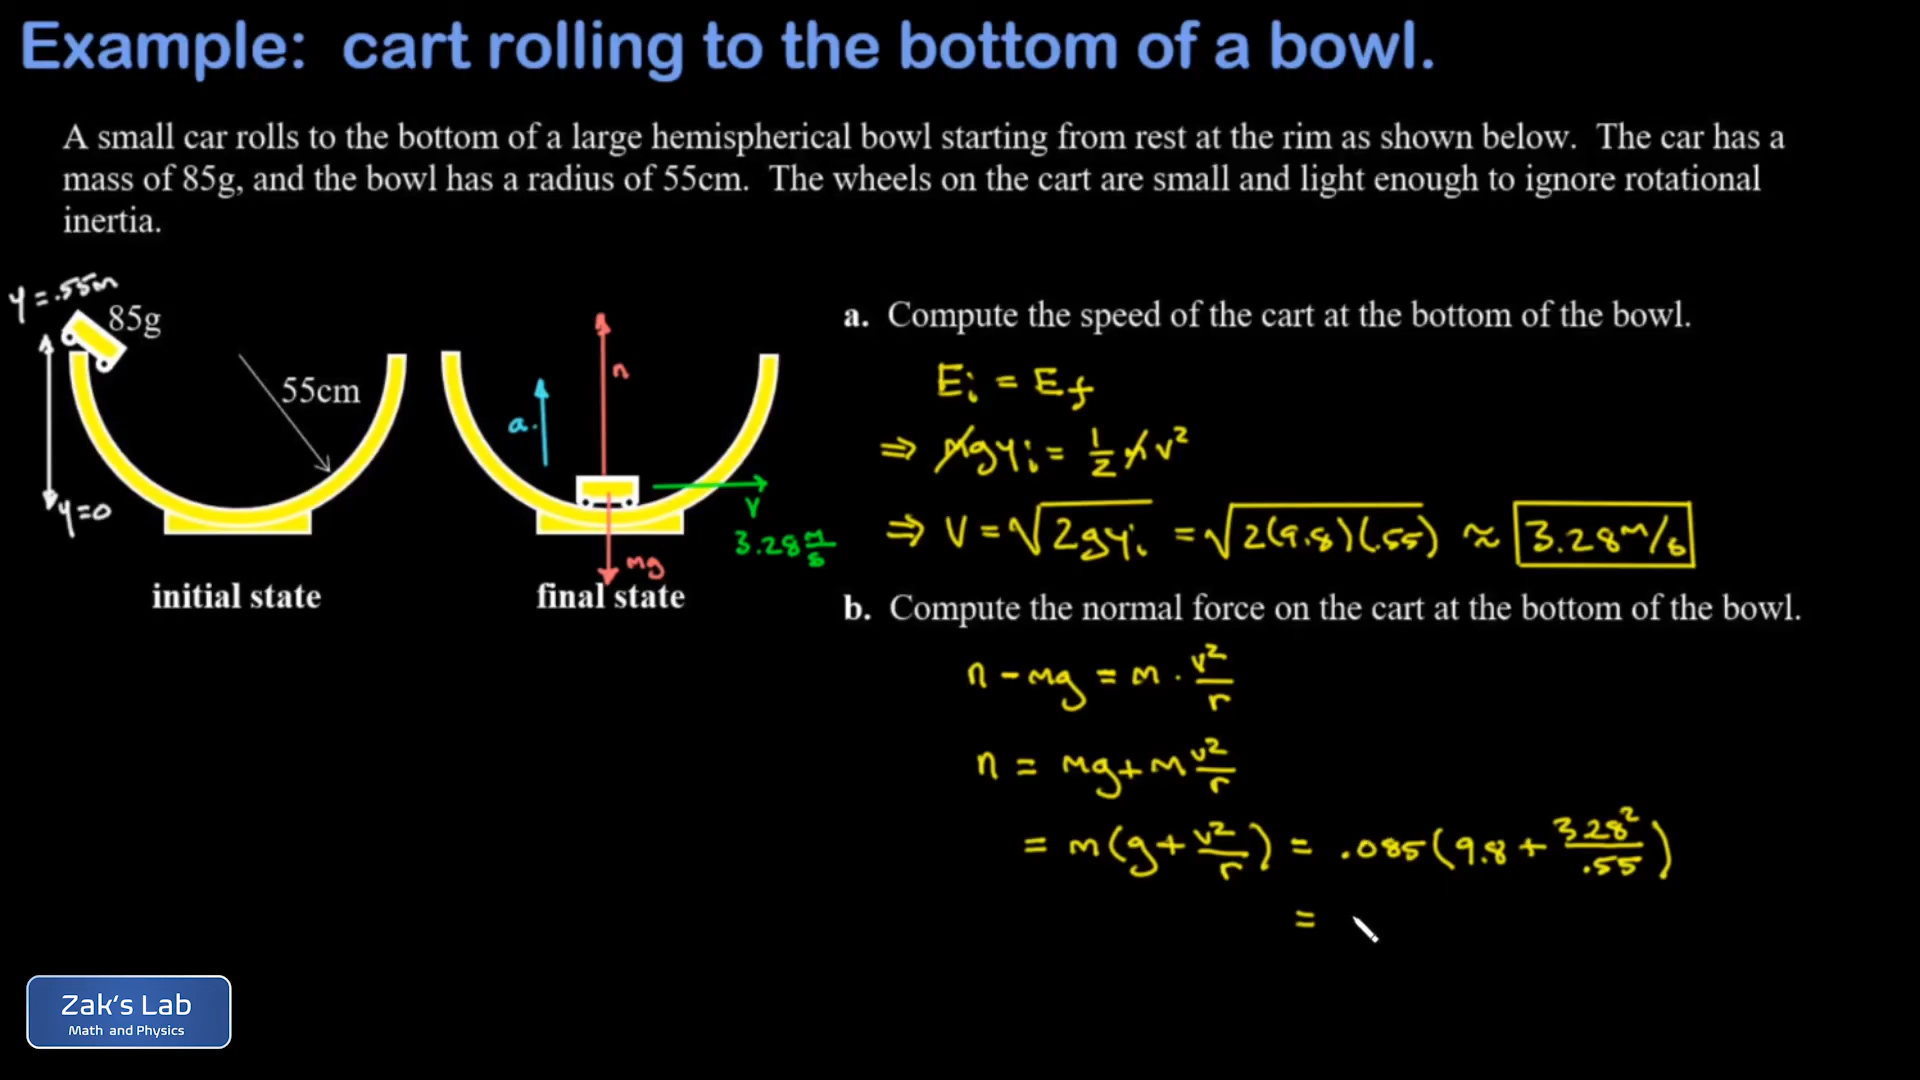 Example: cart rolling to the bottom of a bowl.
A small car rolls to the bottom of a large hemispherical bowl starting from rest at the rim as shown below. The car has a
mass of 85g, and the bowl has a radius of 55cm. The wheels on the cart are small and light enough to ignore rotational
inertia.
y = .55m
85g
55cm
y=0
initial state
n
a.
v
3.28 m/s
mg
final state
a. Compute the speed of the cart at the bottom of the bowl.
Ei = Ef
⇒ mgyi = 1/2 mv²
⇒ v = √2gyi = √2(9.8)(.55) ≈ 3.28 m/s
b. Compute the normal force on the cart at the bottom of the bowl.
n - mg = m · v²/r
n = mg + m v²/r
= m(g + v²/r) = .085(9.8 + 3.28²/.55)
=
Zak's Lab
Math and Physics